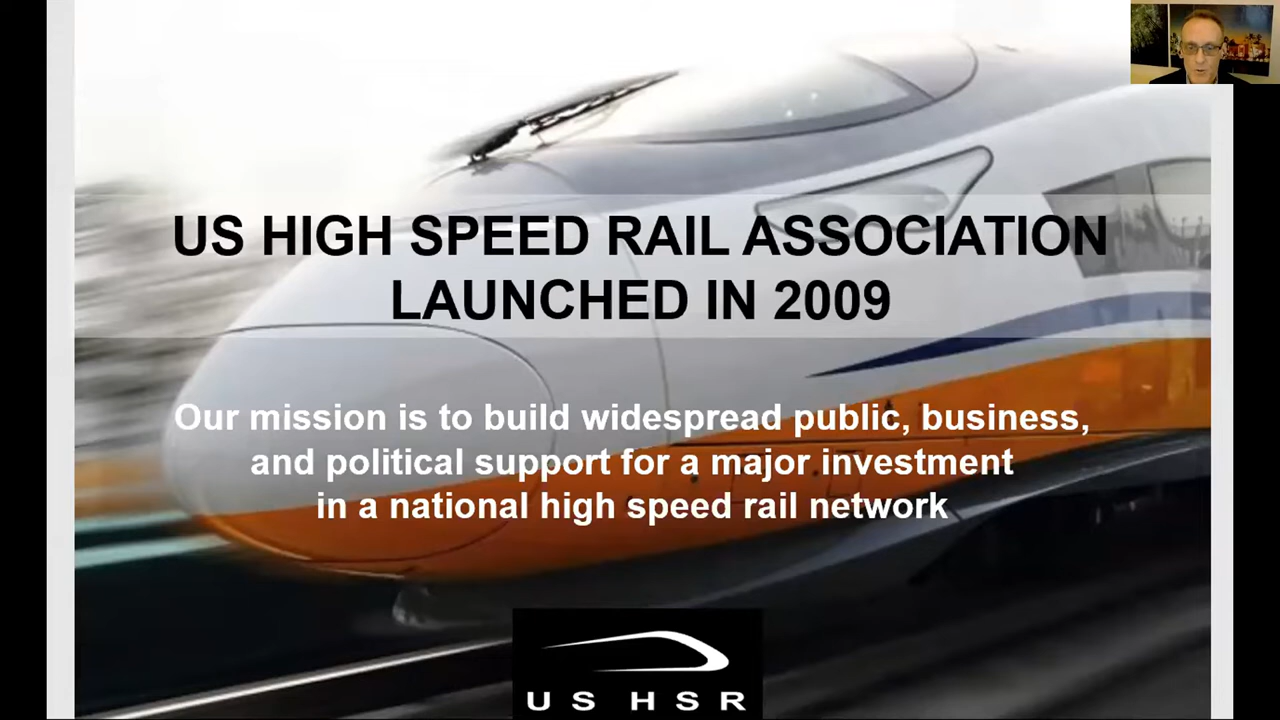 US HIGH SPEED RAIL ASSOCIATION
LAUNCHED IN 2009
Our mission is to build widespread public, business,
and political support for a major investment
in a national high speed rail network
US HSR